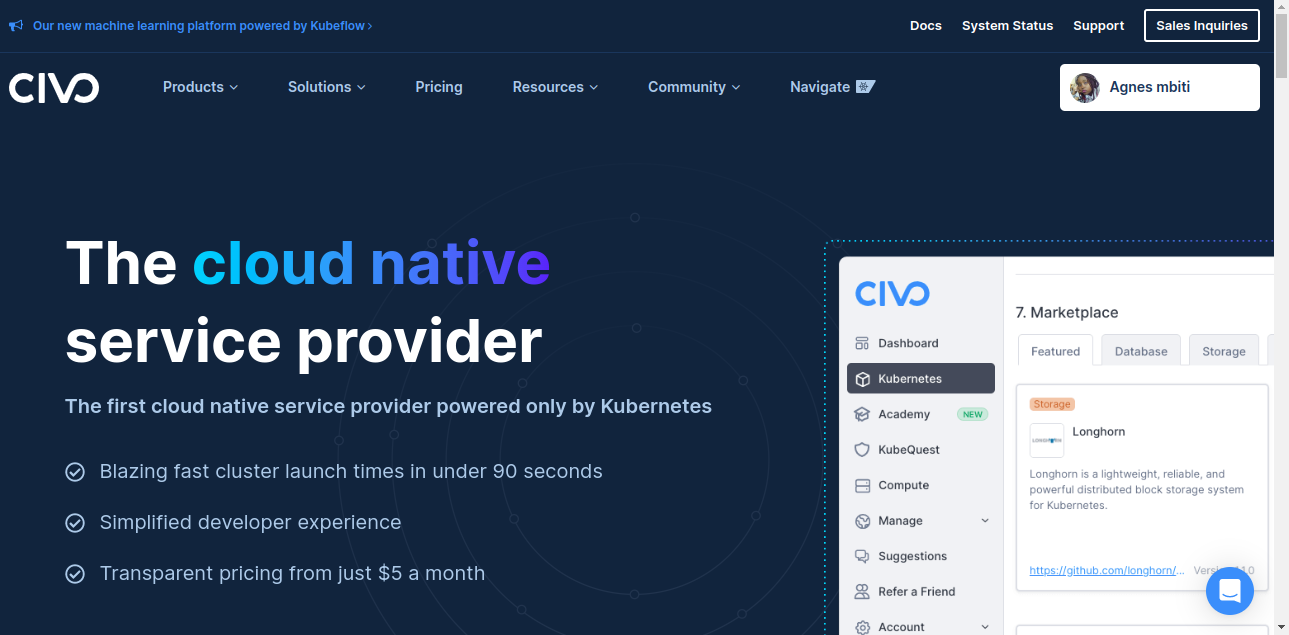 Our new machine learning platform powered by Kubeflow ›
Docs System Status Support Sales Inquiries
CIVO Products Solutions Pricing Resources Community Navigate Agnes mbiti
The cloud native
service provider
The first cloud native service provider powered only by Kubernetes
Blazing fast cluster launch times in under 90 seconds
Simplified developer experience
Transparent pricing from just $5 a month
CIVO
Dashboard
Kubernetes
Academy NEW
KubeQuest
Compute
Manage
Suggestions
Refer a Friend
Account
7. Marketplace
Featured Database Storage
Storage
Longhorn
Longhorn is a lightweight, reliable, and
powerful distributed block storage system
for Kubernetes.
https://github.com/longhorn/...